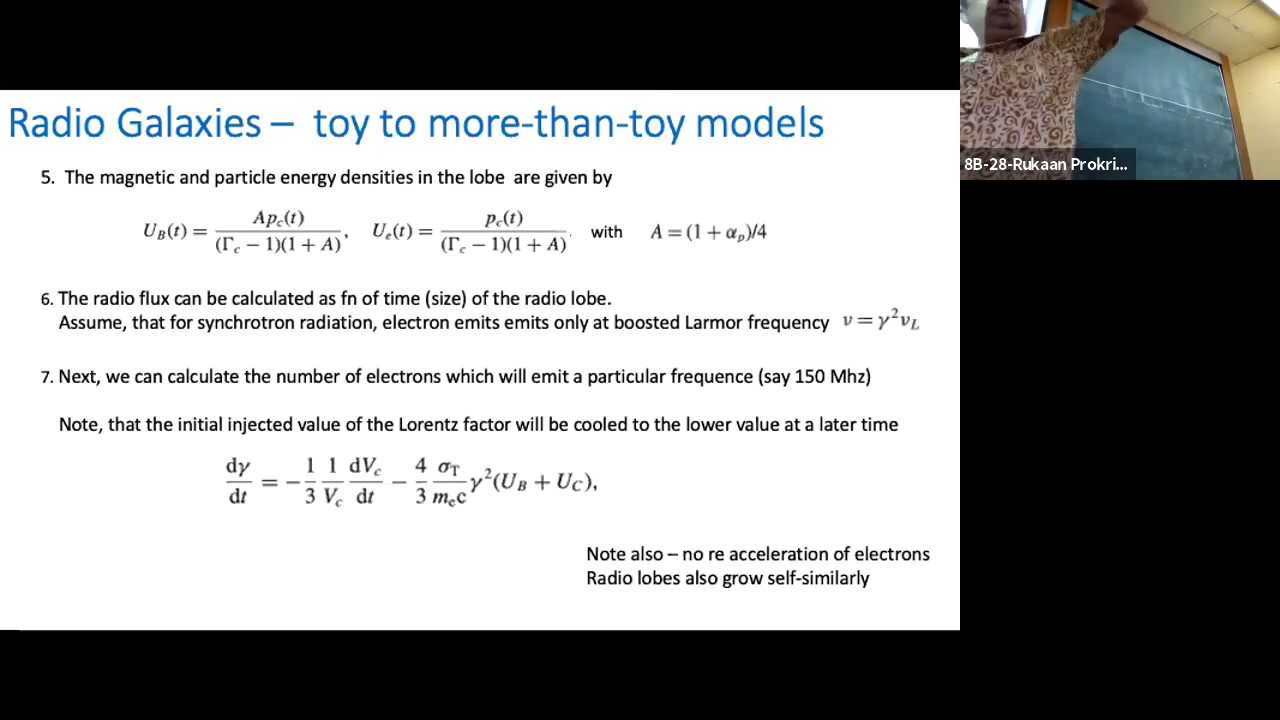 Radio Galaxies – toy to more-than-toy models
5. The magnetic and particle energy densities in the lobe are given by
U_B(t) = Ap_c(t) / (Γ_c − 1)(1 + A), U_e(t) = p_c(t) / (Γ_c − 1)(1 + A). with A = (1 + α_p)/4
6. The radio flux can be calculated as fn of time (size) of the radio lobe.
Assume, that for synchrotron radiation, electron emits emits only at boosted Larmor frequency ν = γ²ν_L
7. Next, we can calculate the number of electrons which will emit a particular frequence (say 150 Mhz)
Note, that the initial injected value of the Lorentz factor will be cooled to the lower value at a later time
dγ/dt = − 1/3 1/V_c dV_c/dt − 4/3 σ_T/m_e c γ²(U_B + U_C),
Note also – no re acceleration of electrons
Radio lobes also grow self-similarly
8B-28-Rukaan Prokri...